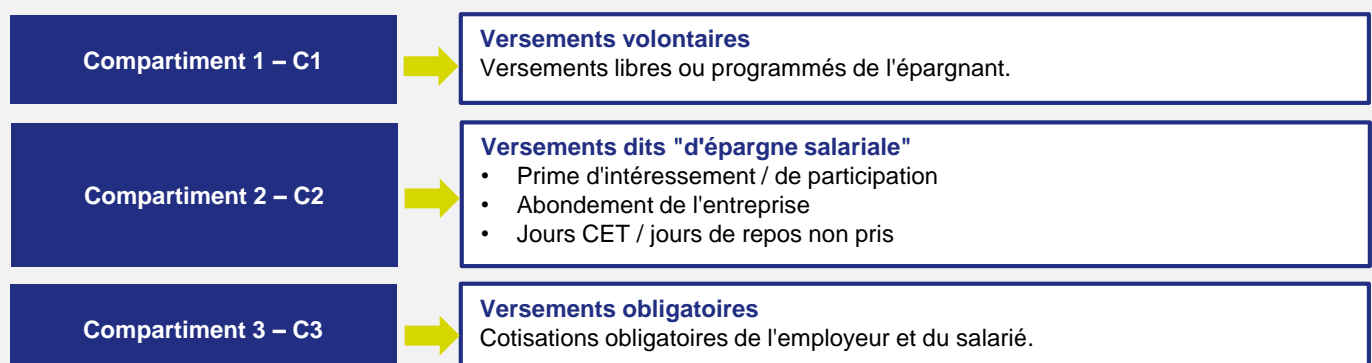 Compartiment 1 – C1
Versements volontaires
Versements libres ou programmés de l'épargnant.
Compartiment 2 – C2
Versements dits "d'épargne salariale"
• Prime d'intéressement / de participation
• Abondement de l'entreprise
• Jours CET / jours de repos non pris
Compartiment 3 – C3
Versements obligatoires
Cotisations obligatoires de l'employeur et du salarié.